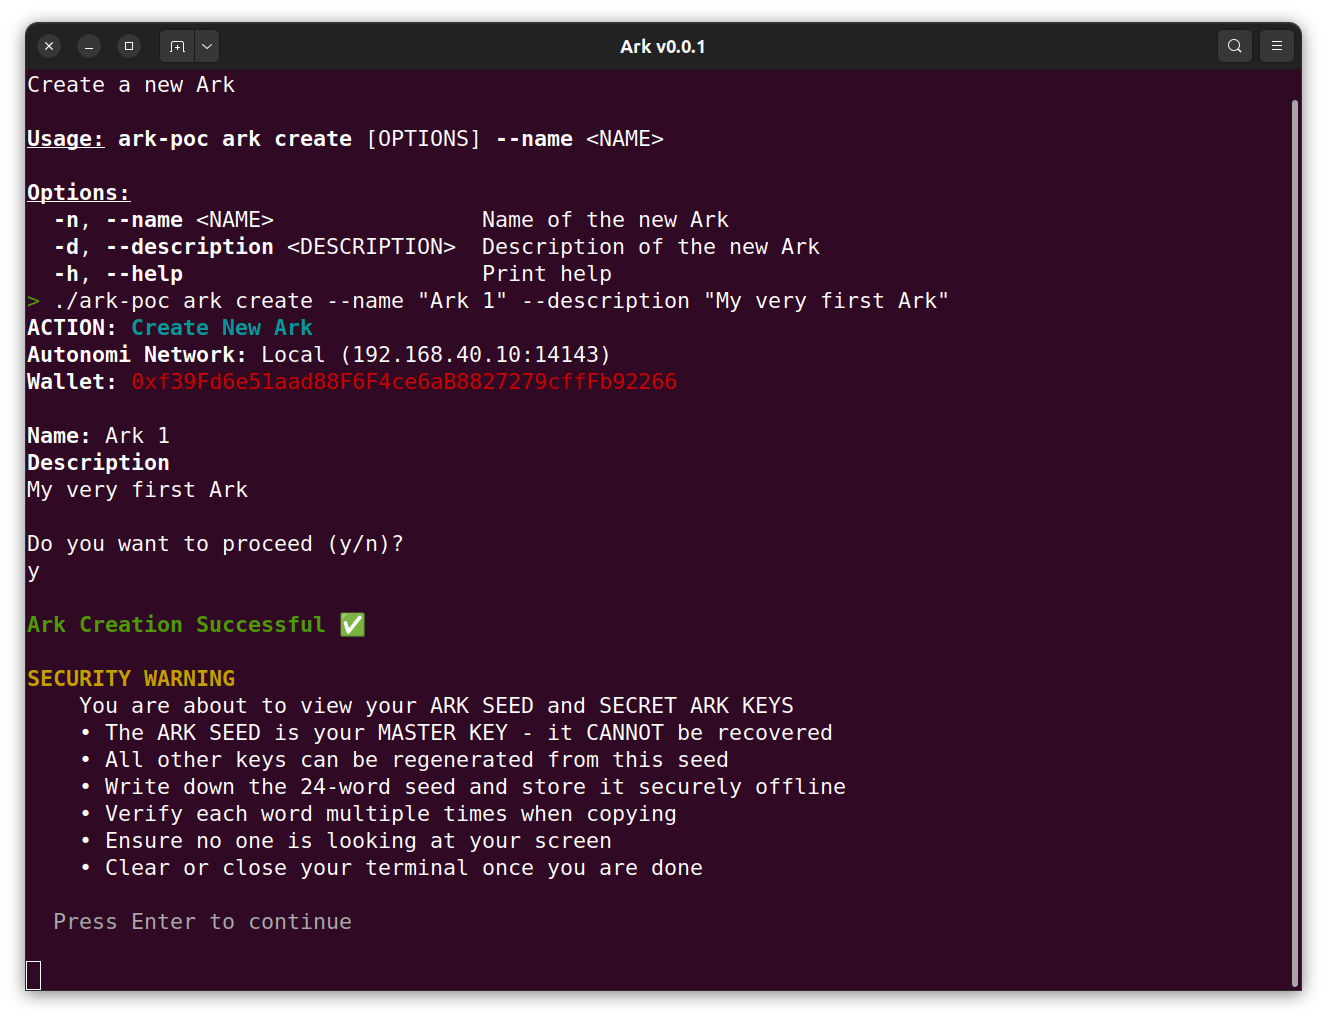 Ark v0.0.1
Create a new Ark
Usage: ark-poc ark create [OPTIONS] --name <NAME>
Options:
-n, --name <NAME> Name of the new Ark
-d, --description <DESCRIPTION> Description of the new Ark
-h, --help Print help
> ./ark-poc ark create --name "Ark 1" --description "My very first Ark"
ACTION: Create New Ark
Autonomi Network: Local (192.168.40.10:14143)
Wallet: 0xf39Fd6e51aad88F6F4ce6aB8827279cffFb92266
Name: Ark 1
Description
My very first Ark
Do you want to proceed (y/n)?
y
Ark Creation Successful ✅
SECURITY WARNING
You are about to view your ARK SEED and SECRET ARK KEYS
• The ARK SEED is your MASTER KEY - it CANNOT be recovered
• All other keys can be regenerated from this seed
• Write down the 24-word seed and store it securely offline
• Verify each word multiple times when copying
• Ensure no one is looking at your screen
• Clear or close your terminal once you are done
Press Enter to continue